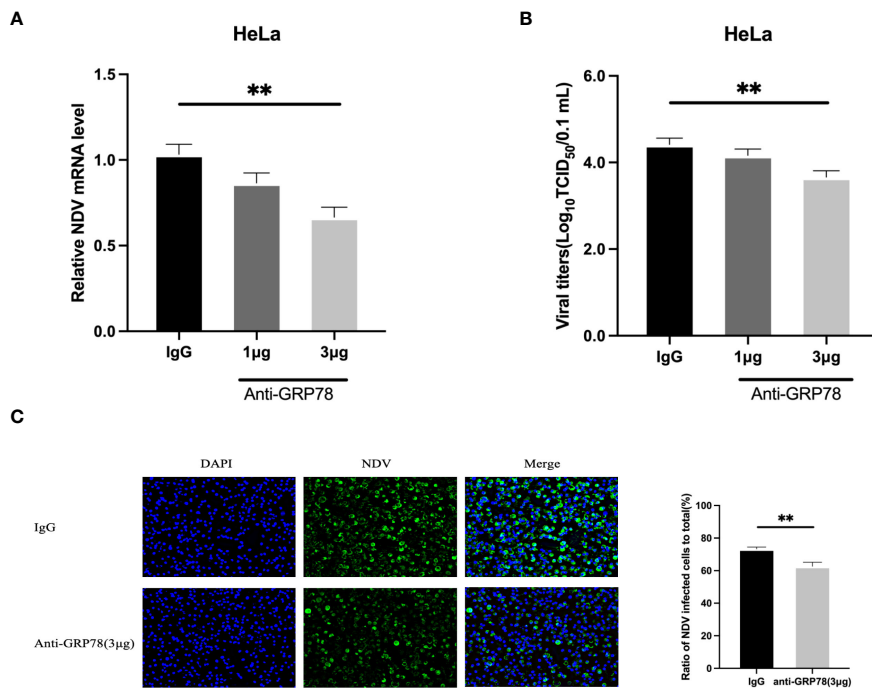 A
HeLa
Relative NDV mRNA level
1.5
1.0
0.5
0.0
**
IgG
1μg
3μg
Anti-GRP78
B
HeLa
Viral titers(Log₁₀TCID₅₀/0.1 mL)
6.0
4.0
2.0
0.0
**
IgG
1μg
3μg
Anti-GRP78
C
DAPI
NDV
Merge
IgG
Anti-GRP78(3μg)
Ratio of NDV infected cells to total(%)
100
80
60
40
20
0
**
IgG
anti-GRP78(3μg)